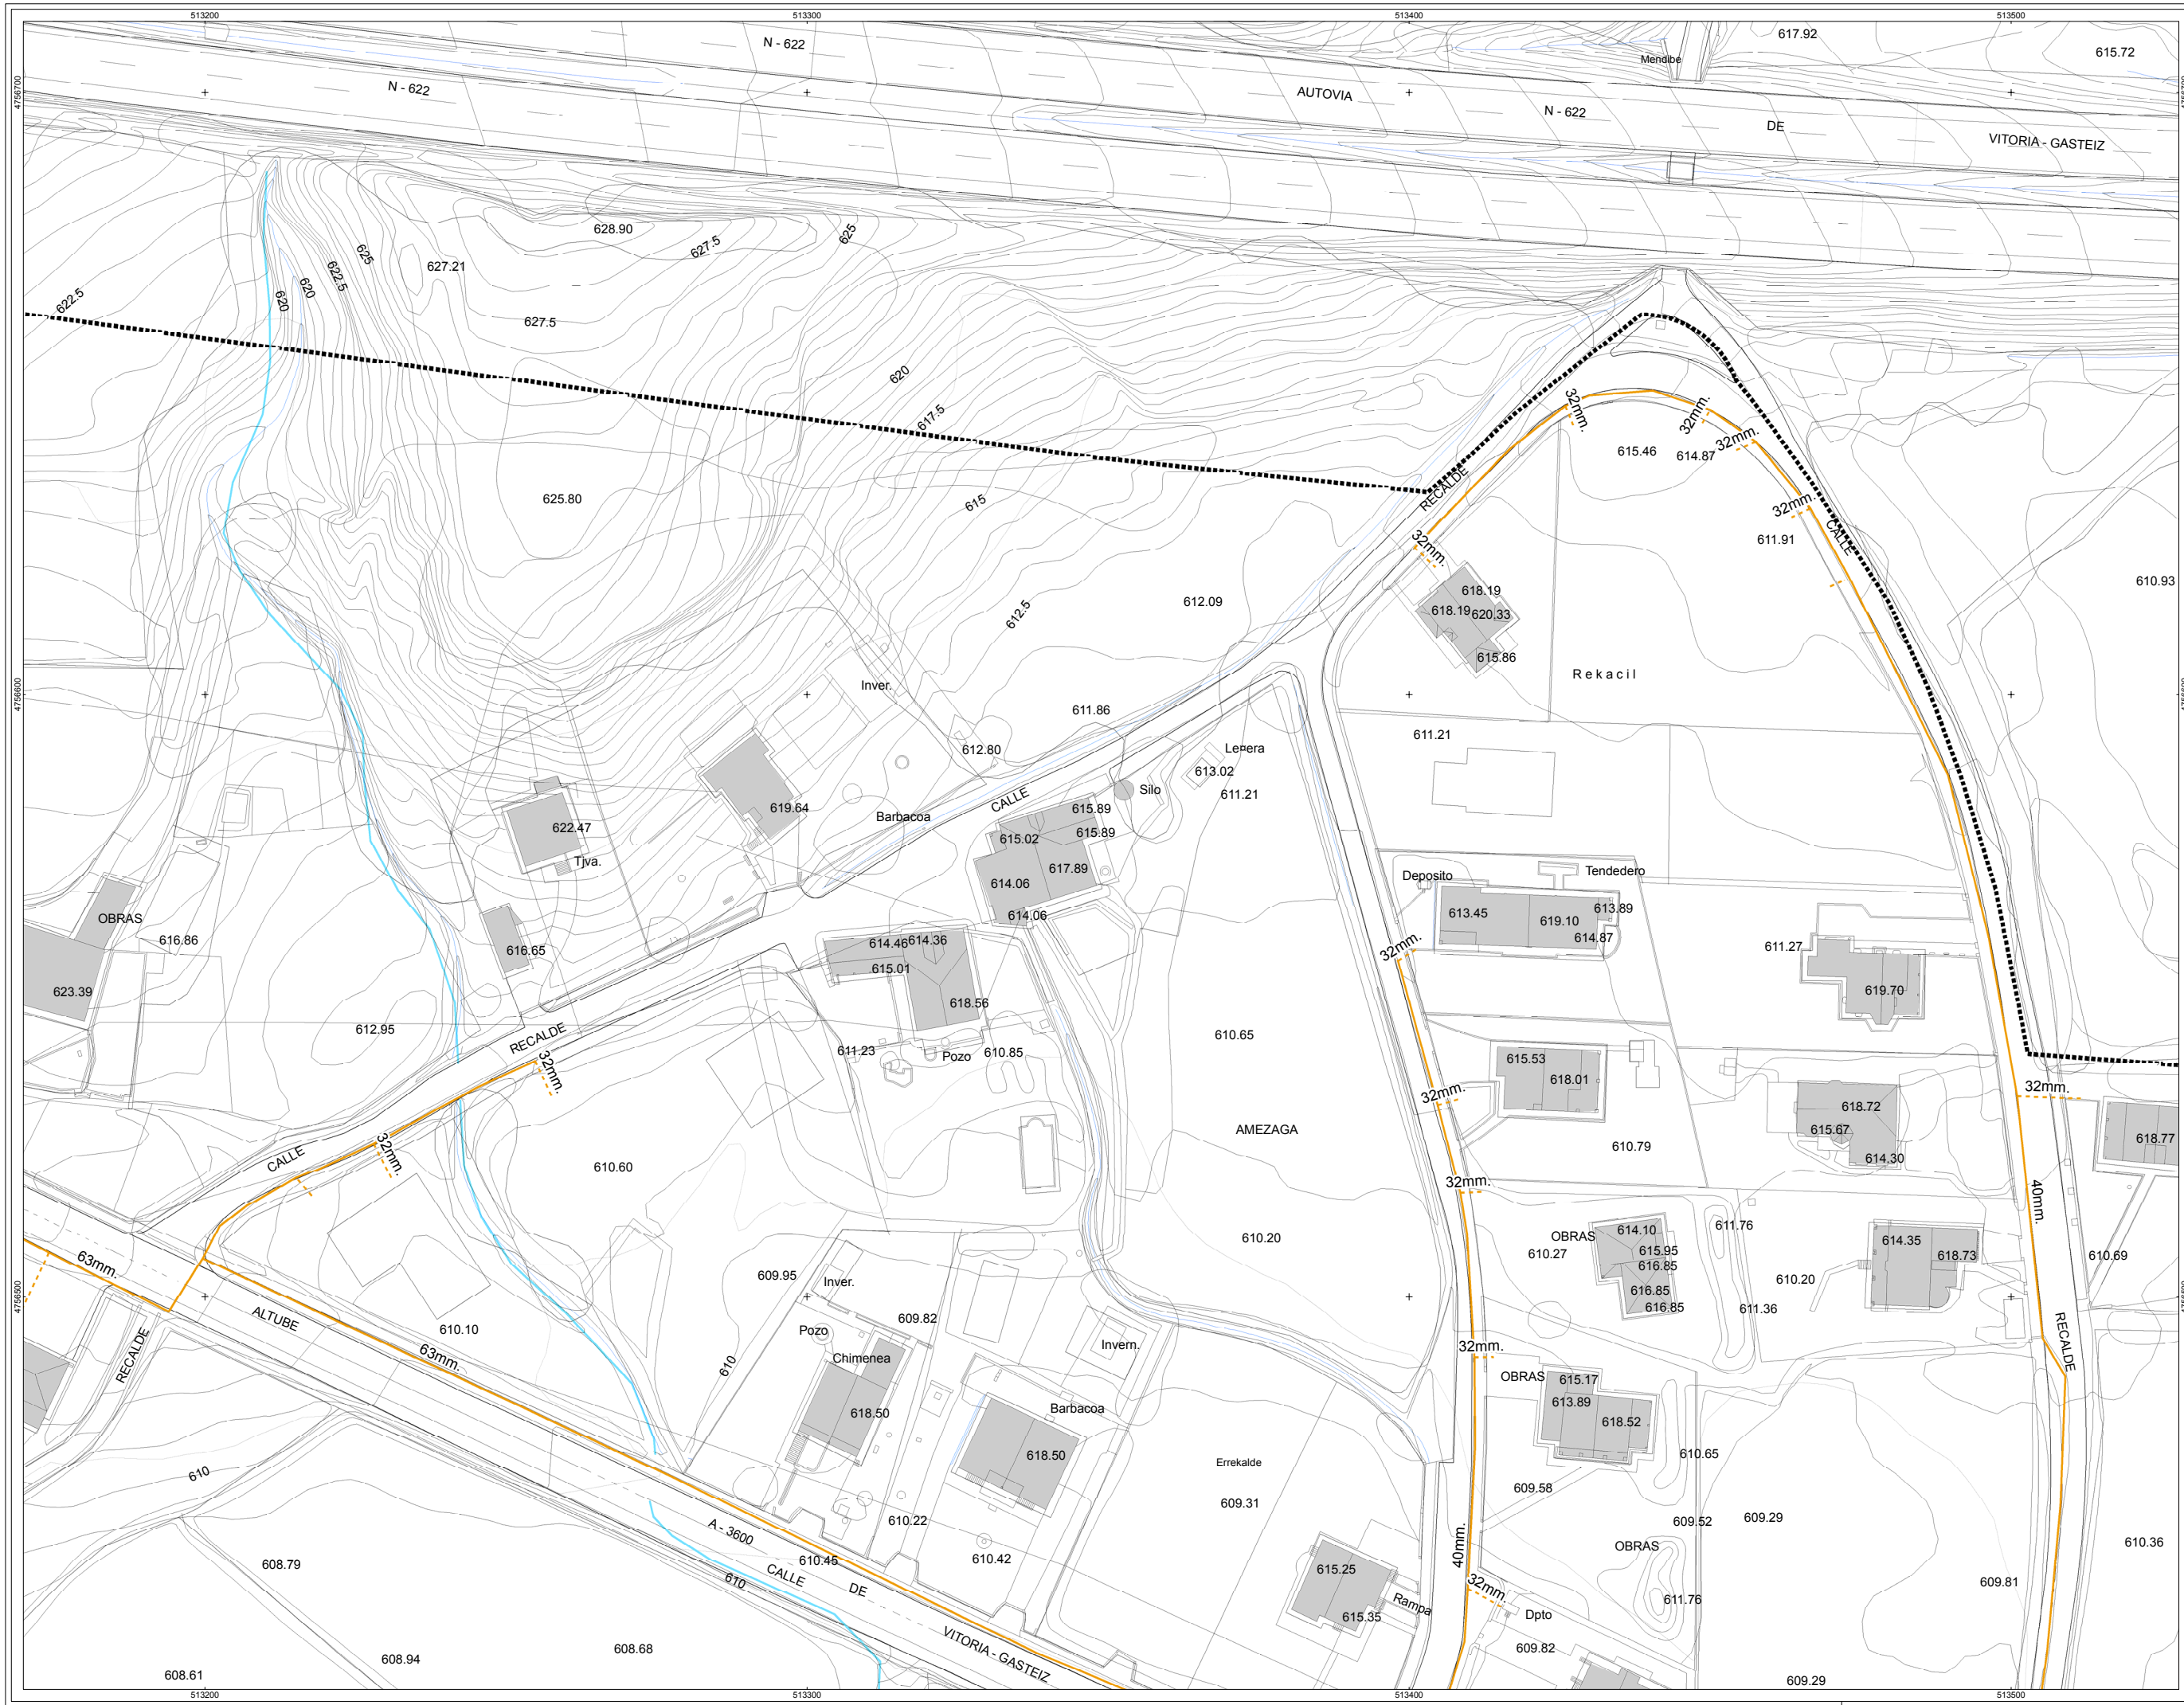 513200 513300 513400 513500
4756700
N - 622
N - 622
AUTOVIA
N - 622
DE
VITORIA - GASTEIZ
Mendibe
617.92
615.72
628.90
627.21
627.5
625
627.5
625
622.5
620
620
622.5
620
617.5
615
612.5
625.80
RECALDE
32mm.
32mm.
32mm.
32mm.
32mm.
615.46
614.87
611.91
CALLE
610.93
612.09
618.19
618.19
620.33
615.86
Rekacil
4756600
Inver.
611.86
612.80
611.21
Le¤era
613.02
611.21
Silo
CALLE
Barbacoa
619.64
622.47
Tjva.
615.89
615.02
615.89
617.89
614.06
614.06
Deposito
Tendedero
613.45
619.10
613.89
614.87
OBRAS
616.86
616.65
623.39
612.95
614.46
614.36
615.01
618.56
611.27
619.70
32mm.
RECALDE
32mm.
611.23
Pozo
610.85
610.65
615.53
618.01
32mm.
32mm.
618.72
615.67
614.30
618.77
AMEZAGA
610.79
CALLE
32mm.
610.60
32mm.
40mm.
OBRAS
614.10
615.95
616.85
616.85
616.85
611.76
614.35
618.73
610.69
610.27
610.20
610.20
611.36
63mm.
609.95
Inver.
4756500
ALTUBE
RECALDE
610.10
609.82
Pozo
Chimenea
Invern.
63mm.
610
32mm.
RECALDE
OBRAS
615.17
613.89
618.52
618.50
Barbacoa
618.50
610.65
Errekalde
610
609.31
609.58
609.52
609.29
610.22
A - 3600
610.45
610.42
CALLE
DE
610
608.79
40mm.
OBRAS
610.36
609.81
615.25
615.35
Rampa
32mm.
Dpto
611.76
609.82
VITORIA - GASTEIZ
608.68
608.94
608.61
609.29
513200 513300 513400 513500